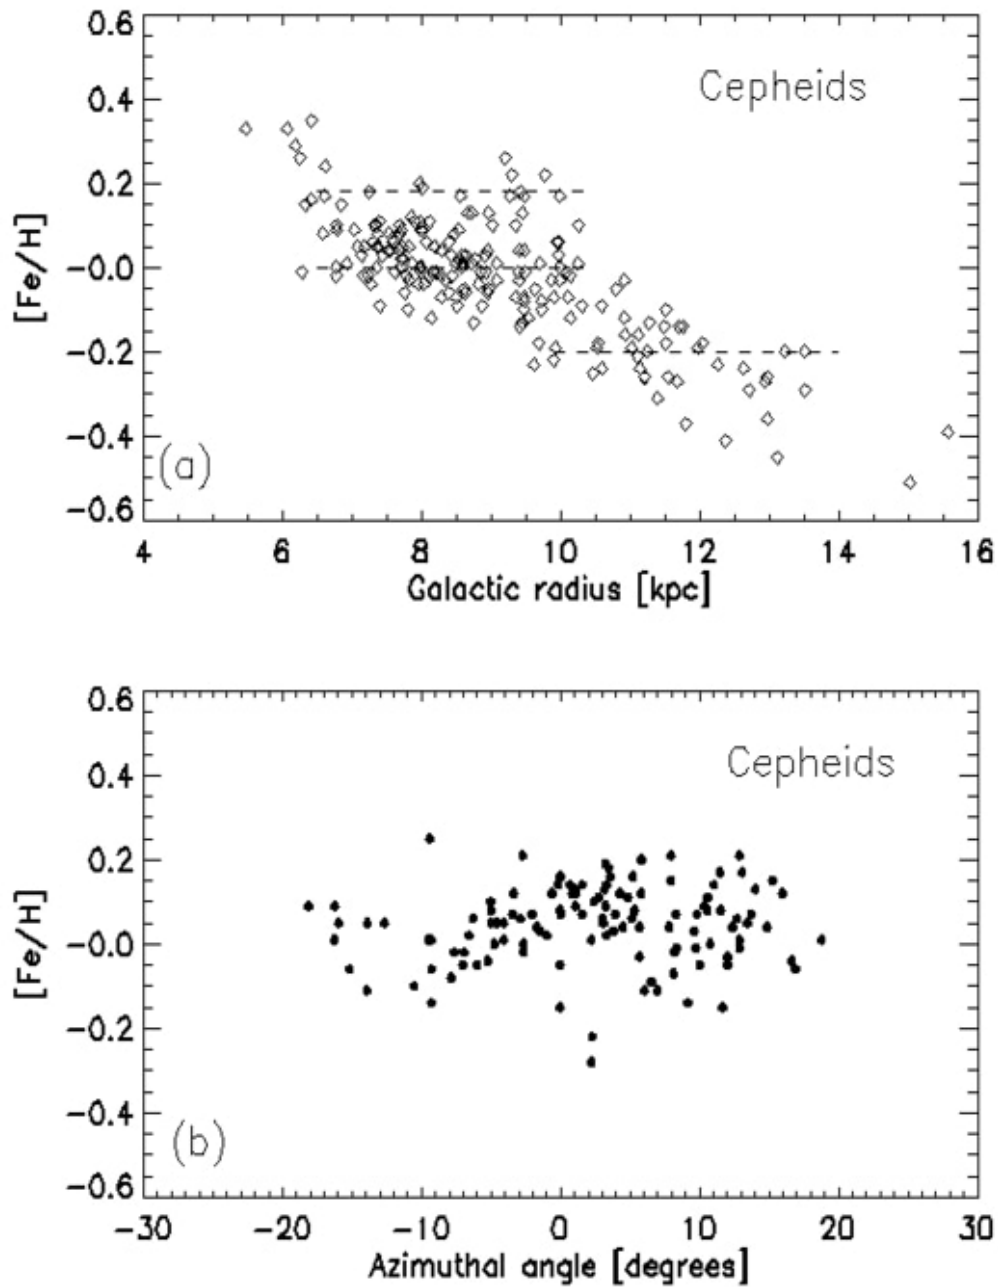 0.6
Cepheids
0.4
0.2
-0.0
[Fe/H]
-0.2
-0.4
(a)
-0.6
4 6 8 10 12 14 16
Galactic radius [kpc]
0.6
Cepheids
0.4
0.2
-0.0
[Fe/H]
-0.2
-0.4
(b)
-0.6
-30 -20 -10 0 10 20 30
Azimuthal angle [degrees]